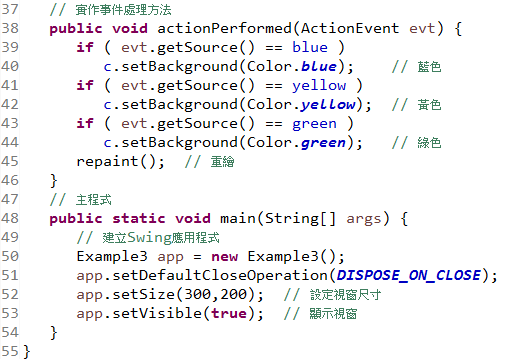 37    // 實作事件處理方法
38    public void actionPerformed(ActionEvent evt) {
39       if ( evt.getSource() == blue )
40          c.setBackground(Color.blue);    // 藍色
41       if ( evt.getSource() == yellow )
42          c.setBackground(Color.yellow);  // 黃色
43       if ( evt.getSource() == green )
44          c.setBackground(Color.green);   // 綠色
45       repaint();  // 重繪
46    }
47    // 主程式
48    public static void main(String[] args) {
49       // 建立Swing應用程式
50       Example3 app = new Example3();
51       app.setDefaultCloseOperation(DISPOSE_ON_CLOSE);
52       app.setSize(300,200);  // 設定視窗尺寸
53       app.setVisible(true);  // 顯示視窗
54    }
55 }